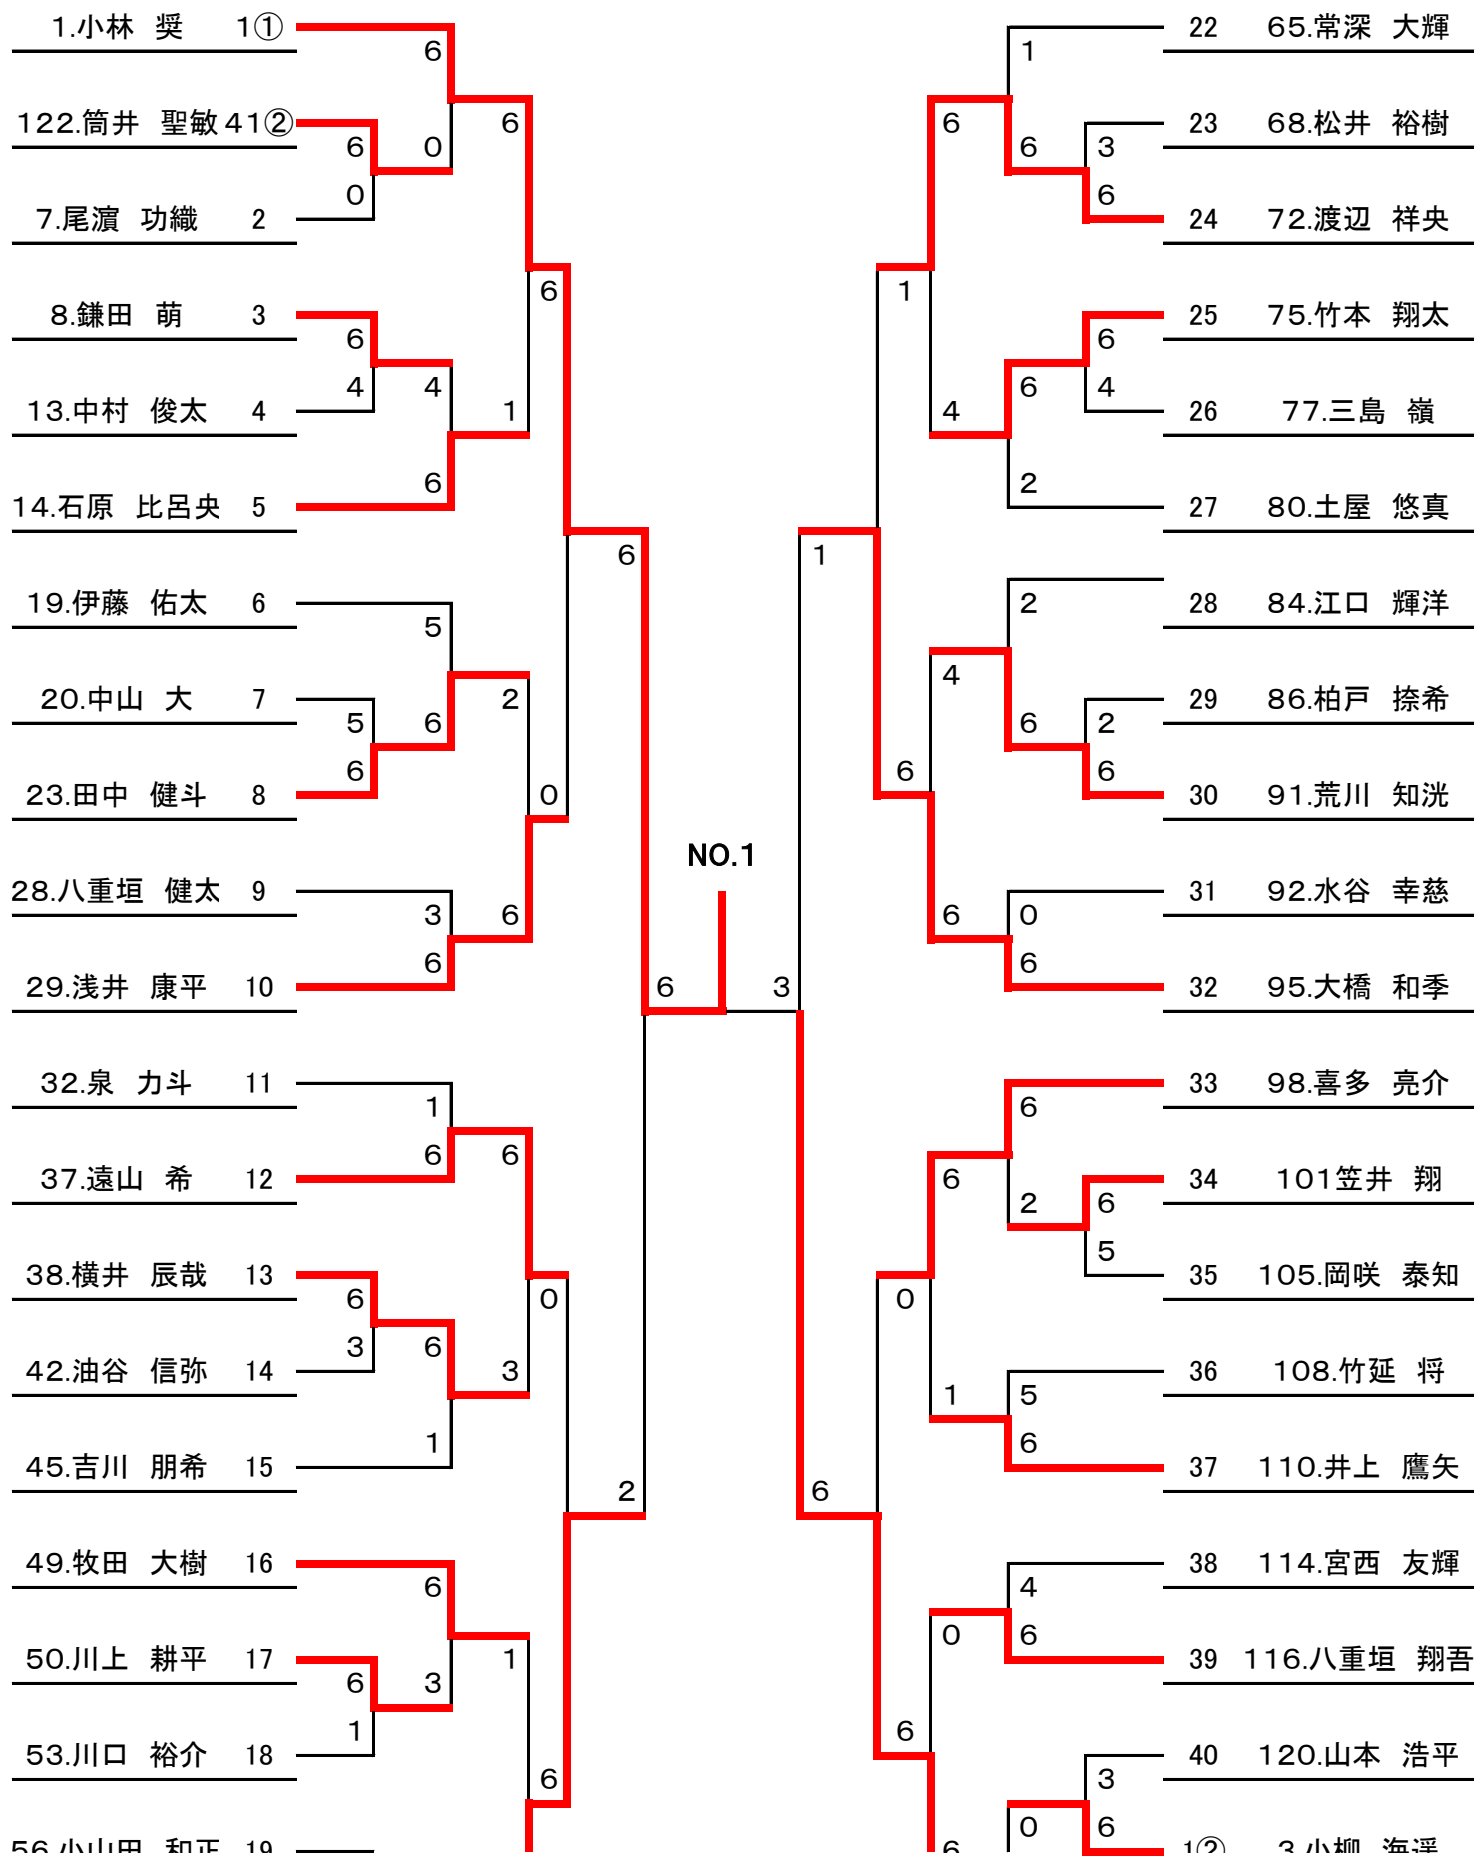 1.小林 奨 1①
6
122.筒井 聖敏 41②
6
6 0
0
7.尾濵 功織 2
6
8.鎌田 萌 3
6
4 4 1
13.中村 俊太 4
6
14.石原 比呂央 5
6
19.伊藤 佑太 6
5
20.中山 大 7
2
5 6
6
23.田中 健斗 8
0
28.八重垣 健太 9
3 6
6
29.浅井 康平 10
NO.1
6 3
32.泉 力斗 11
1
6 6
37.遠山 希 12
38.横井 辰哉 13
6 0
3 6 3
42.油谷 信弥 14
1
45.吉川 朋希 15
2
49.牧田 大樹 16
6
50.川上 耕平 17
1
6 3
1
53.川口 裕介 18
6
56.小山田 和正 19
22 65.常深 大輝
1
6
23 68.松井 裕樹
6 3
6
24 72.渡辺 祥央
1
25 75.竹本 翔太
6
4 6 4
26 77.三島 嶺
2
27 80.土屋 悠真
1
28 84.江口 輝洋
2
4
29 86.柏戸 捺希
6 2
6 6
30 91.荒川 知洸
31 92.水谷 幸慈
6 0
6
32 95.大橋 和季
33 98.喜多 亮介
6
6
34 101笠井 翔
2 6
5
35 105.岡咲 泰知
0
36 108.竹延 将
1 5
6
37 110.井上 鷹矢
6
38 114.宮西 友輝
4
0 6
39 116.八重垣 翔吾
6
40 120.山本 浩平
3
0 6
6
1② 3.小柳 海遥